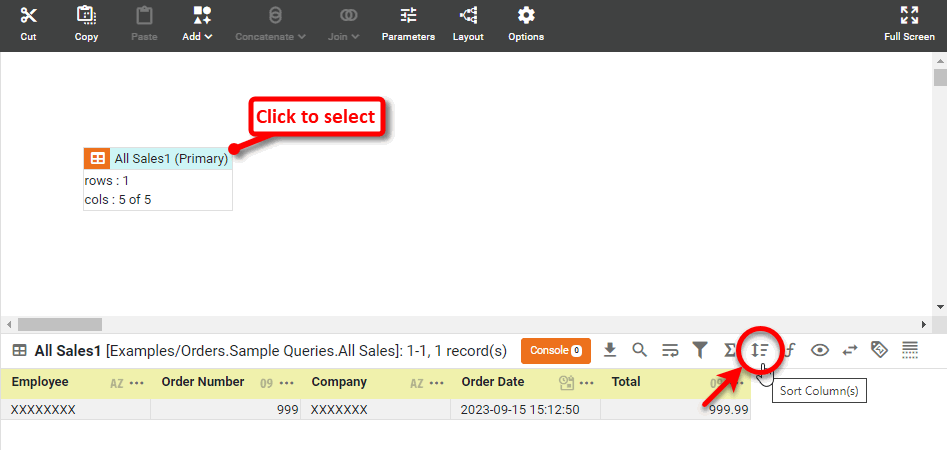 Cut Copy Paste Add Concatenate Join Parameters Layout Options Full Screen
Click to select
All Sales1 (Primary)
rows : 1
cols : 5 of 5
All Sales1 [Examples/Orders.Sample Queries.All Sales]: 1-1, 1 record(s) Console 0
Employee AZ Order Number 09 Company AZ Order Date Total 09
XXXXXXXX 999 XXXXXXX 2023-09-15 15:12:50 999.99
Sort Column(s)